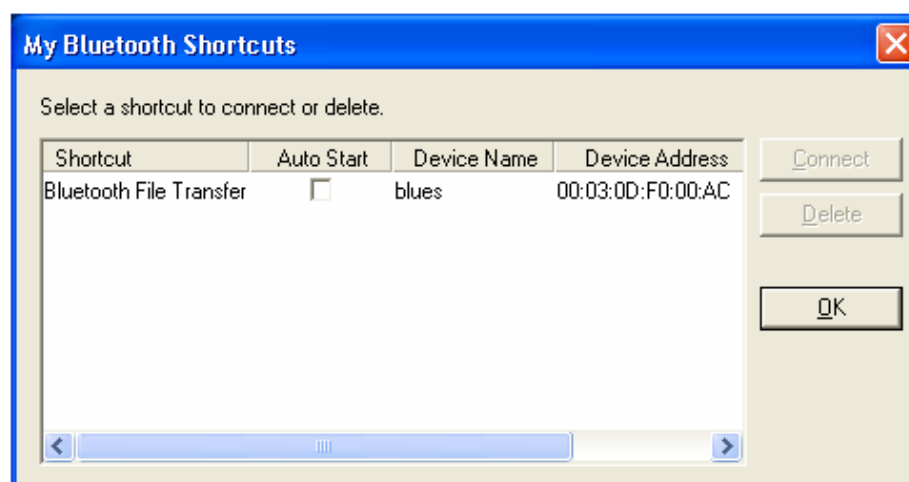 My Bluetooth Shortcuts
Select a shortcut to connect or delete.
Shortcut Auto Start Device Name Device Address
Bluetooth File Transfer blues 00:03:0D:F0:00:AC
Connect
Delete
OK